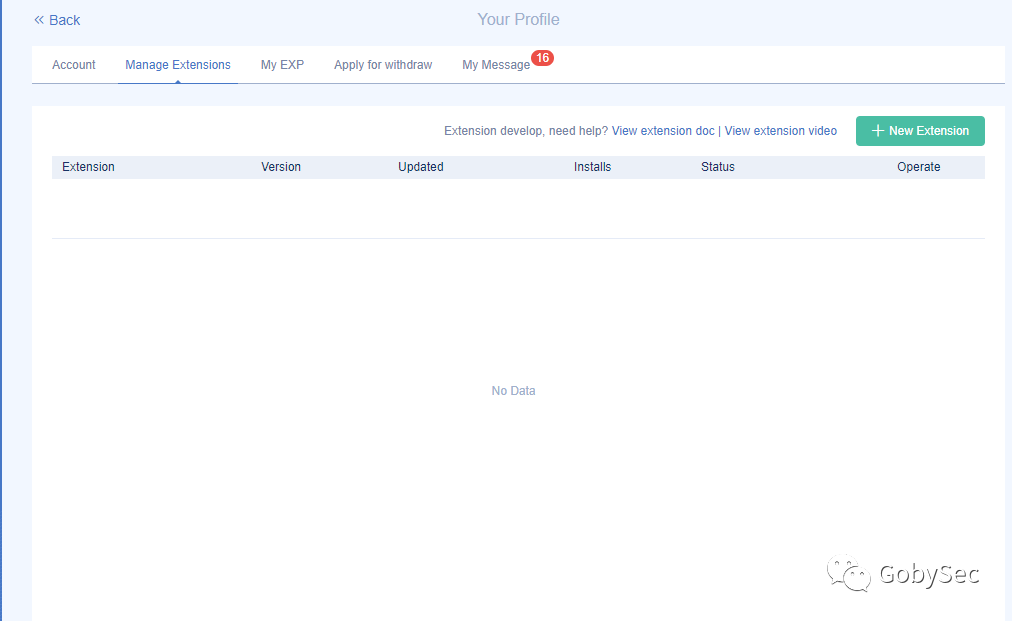 « Back
Your Profile
Account Manage Extensions My EXP Apply for withdraw My Message 16
Extension develop, need help? View extension doc | View extension video + New Extension
Extension Version Updated Installs Status Operate
No Data
GobySec